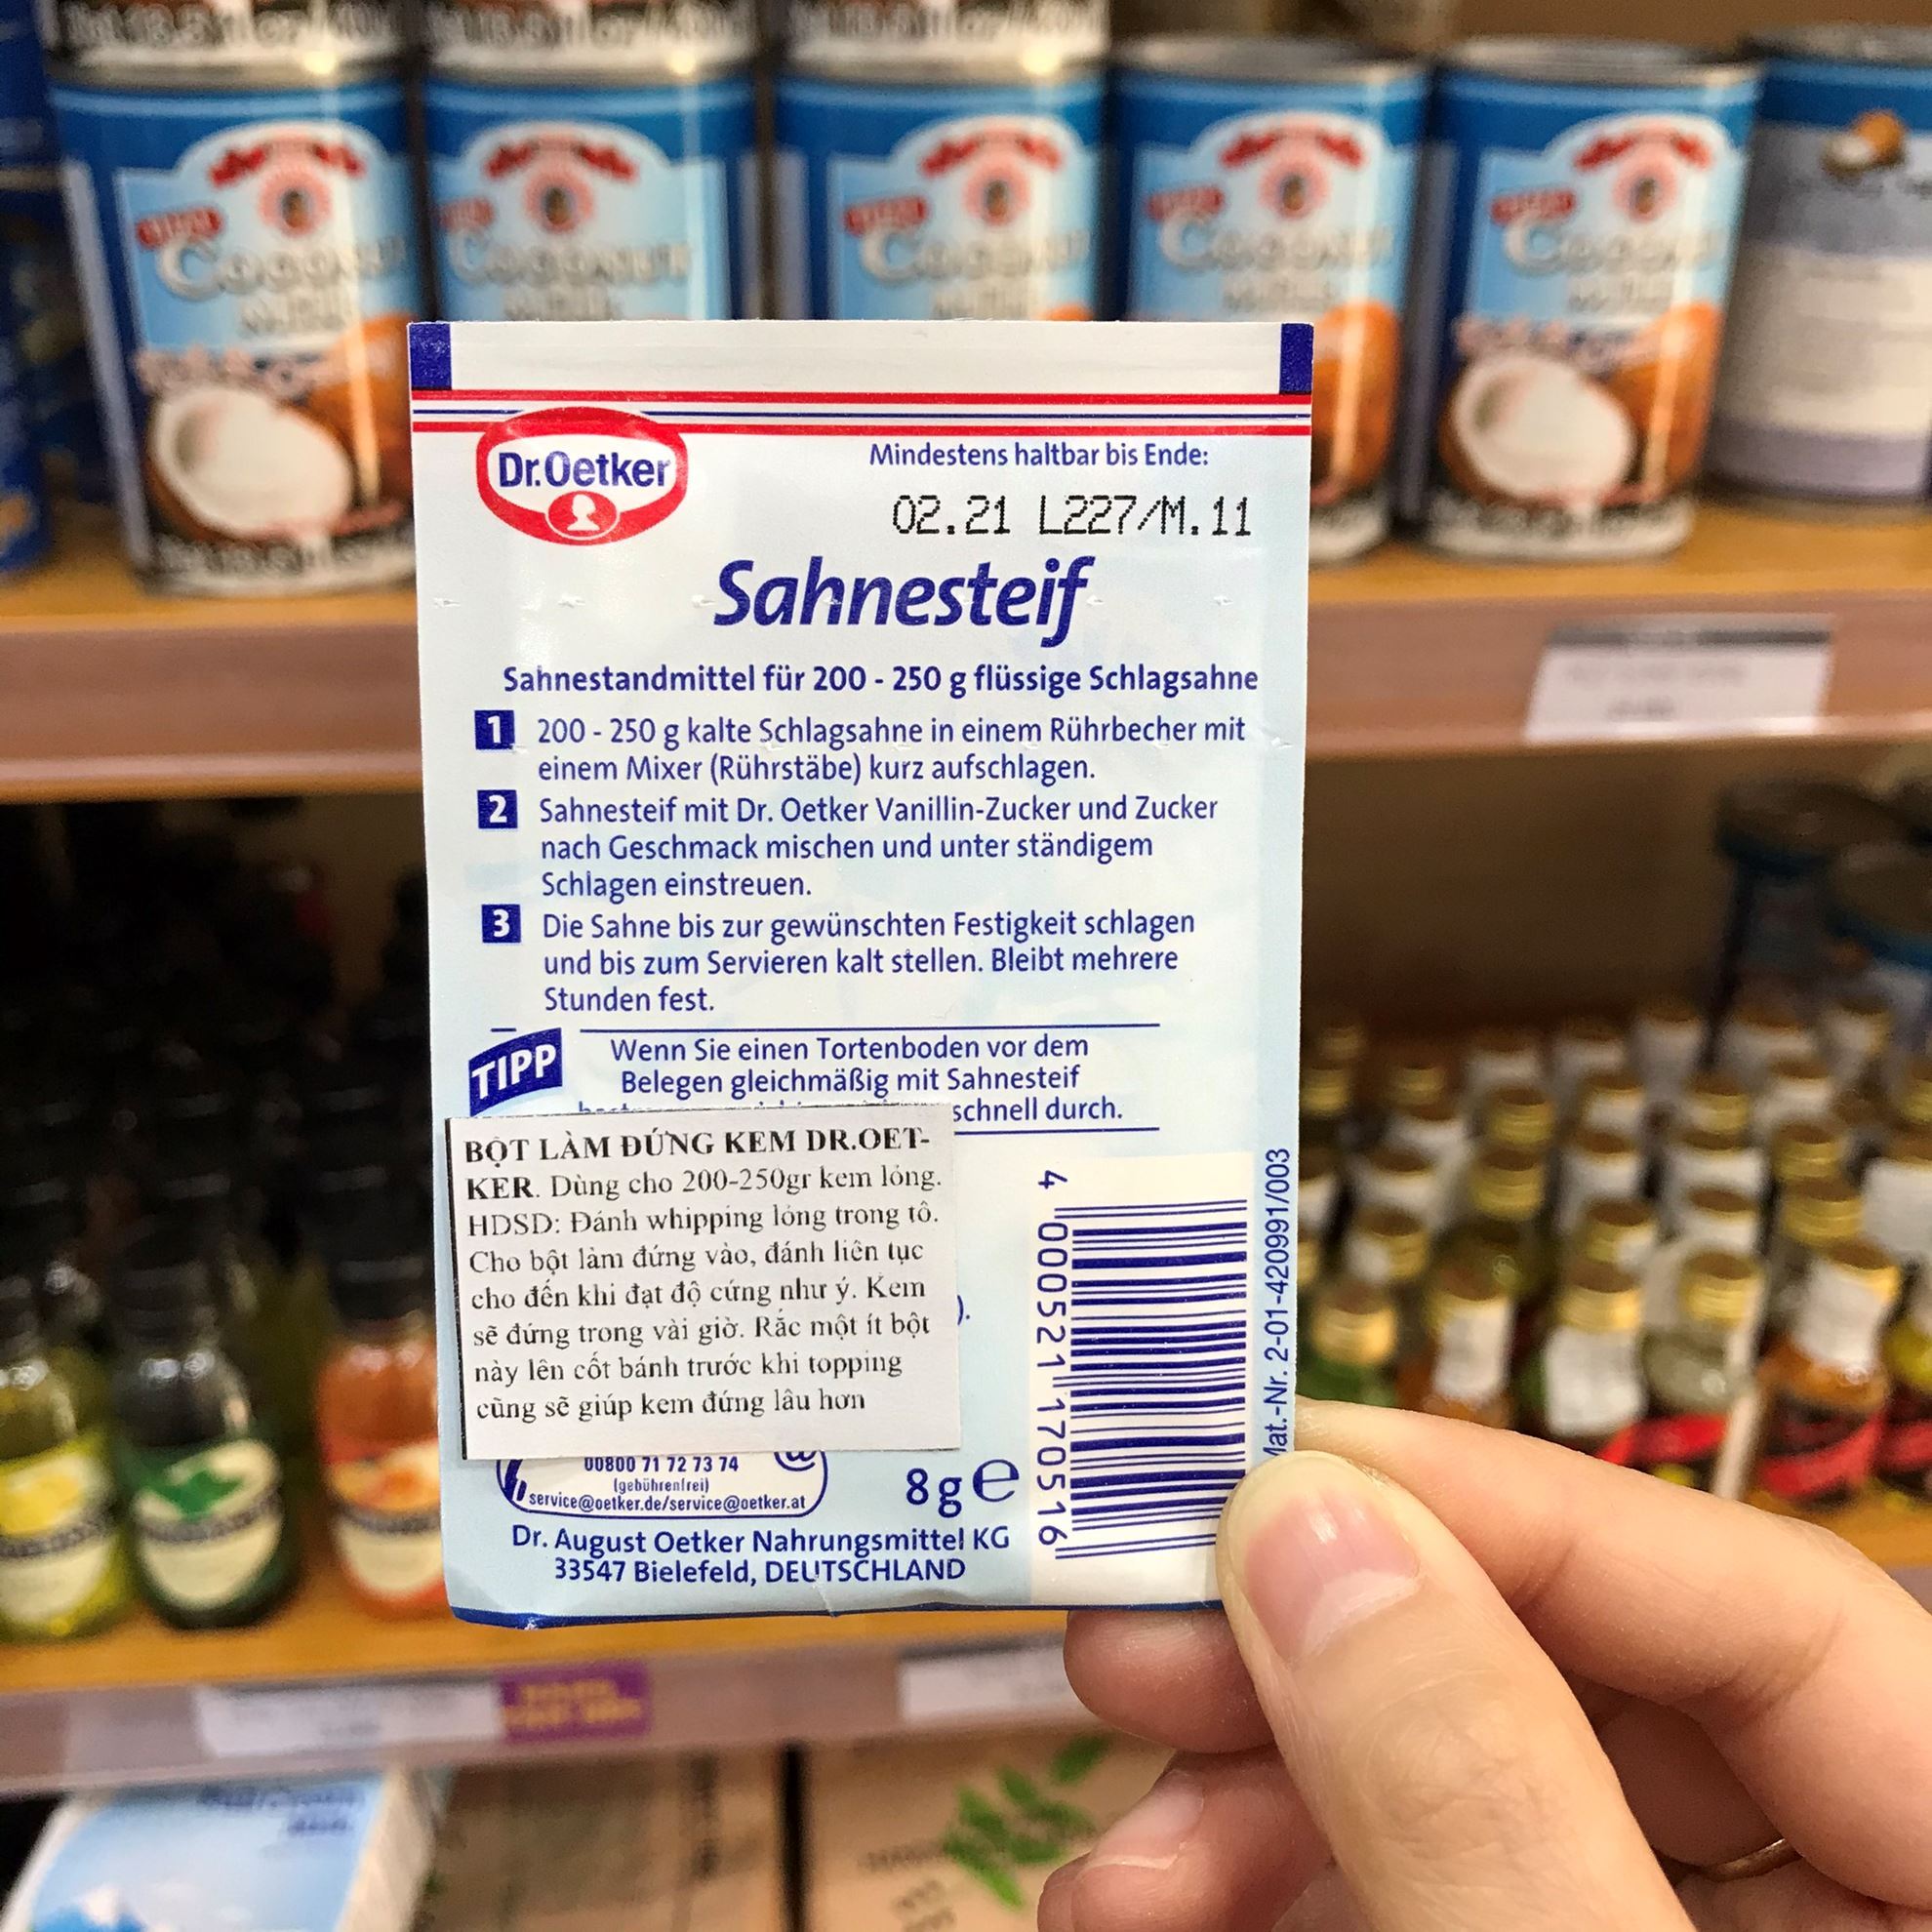 Coconut
Coconut
Coconut
Coconut
Coconut
Dr.Oetker
Mindestens haltbar bis Ende:
02.21 L227/M.11
Sahnesteif
Sahnestandmittel für 200 - 250 g flüssige Schlagsahne
1 200 - 250 g kalte Schlagsahne in einem Rührbecher mit
einem Mixer (Rührstäbe) kurz aufschlagen.
2 Sahnesteif mit Dr. Oetker Vanillin-Zucker und Zucker
nach Geschmack mischen und unter ständigem
Schlagen einstreuen.
3 Die Sahne bis zur gewünschten Festigkeit schlagen
und bis zum Servieren kalt stellen. Bleibt mehrere
Stunden fest.
TIPP
Wenn Sie einen Tortenboden vor dem
Belegen gleichmäßig mit Sahnesteif
schnell durch.
BỘT LÀM ĐỨNG KEM DR.OET-
KER. Dùng cho 200-250gr kem lỏng.
HDSD: Đánh whipping lỏng trong tô.
Cho bột làm đứng vào, đánh liên tục
cho đến khi đạt độ cứng như ý. Kem
sẽ đứng trong vài giờ. Rắc một ít bột
này lên cốt bánh trước khi topping
cũng sẽ giúp kem đứng lâu hơn
).
00800 71 72 73 74
(gebührenfrei)
service@oetker.de/service@oetker.at
@
8g e
Dr. August Oetker Nahrungsmittel KG
33547 Bielefeld, DEUTSCHLAND
4 000521 170516
Mat.-Nr. 2-01-420991/003